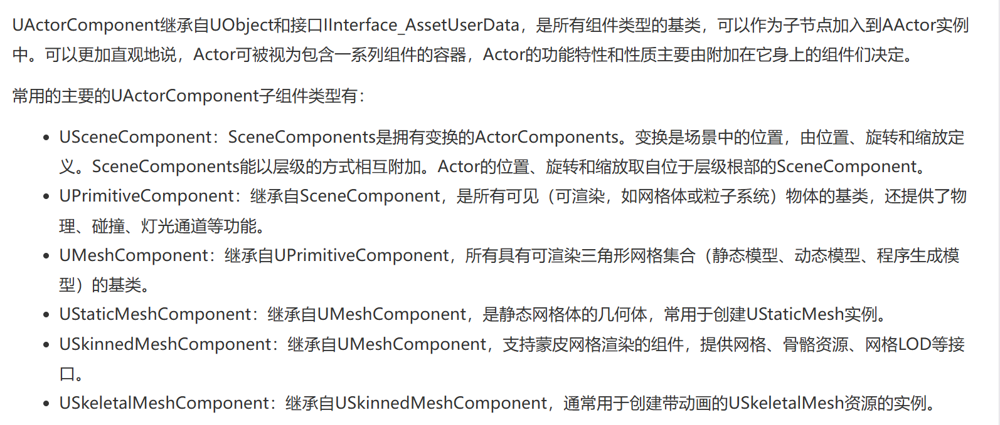 UActorComponent继承自UObject和接口IInterface_AssetUserData，是所有组件类型的基类，可以作为子节点加入到AActor实例
中。可以更加直观地说，Actor可被视为包含一系列组件的容器，Actor的功能特性和性质主要由附加在它身上的组件们决定。
常用的主要的UActorComponent子组件类型有：
• USceneComponent：SceneComponents是拥有变换的ActorComponents。变换是场景中的位置，由位置、旋转和缩放定
义。SceneComponents能以层级的方式相互附加。Actor的位置、旋转和缩放取自位于层级根部的SceneComponent。
• UPrimitiveComponent：继承自SceneComponent，是所有可见（可渲染，如网格体或粒子系统）物体的基类，还提供了物
理、碰撞、灯光通道等功能。
• UMeshComponent：继承自UPrimitiveComponent，所有具有可渲染三角形网格集合（静态模型、动态模型、程序生成模
型）的基类。
• UStaticMeshComponent：继承自UMeshComponent，是静态网格体的几何体，常用于创建UStaticMesh实例。
• USkinnedMeshComponent：继承自UMeshComponent，支持蒙皮网格渲染的组件，提供网格、骨骼资源、网格LOD等接
口。
• USkeletalMeshComponent：继承自USkinnedMeshComponent，通常用于创建带动画的USkeletalMesh资源的实例。